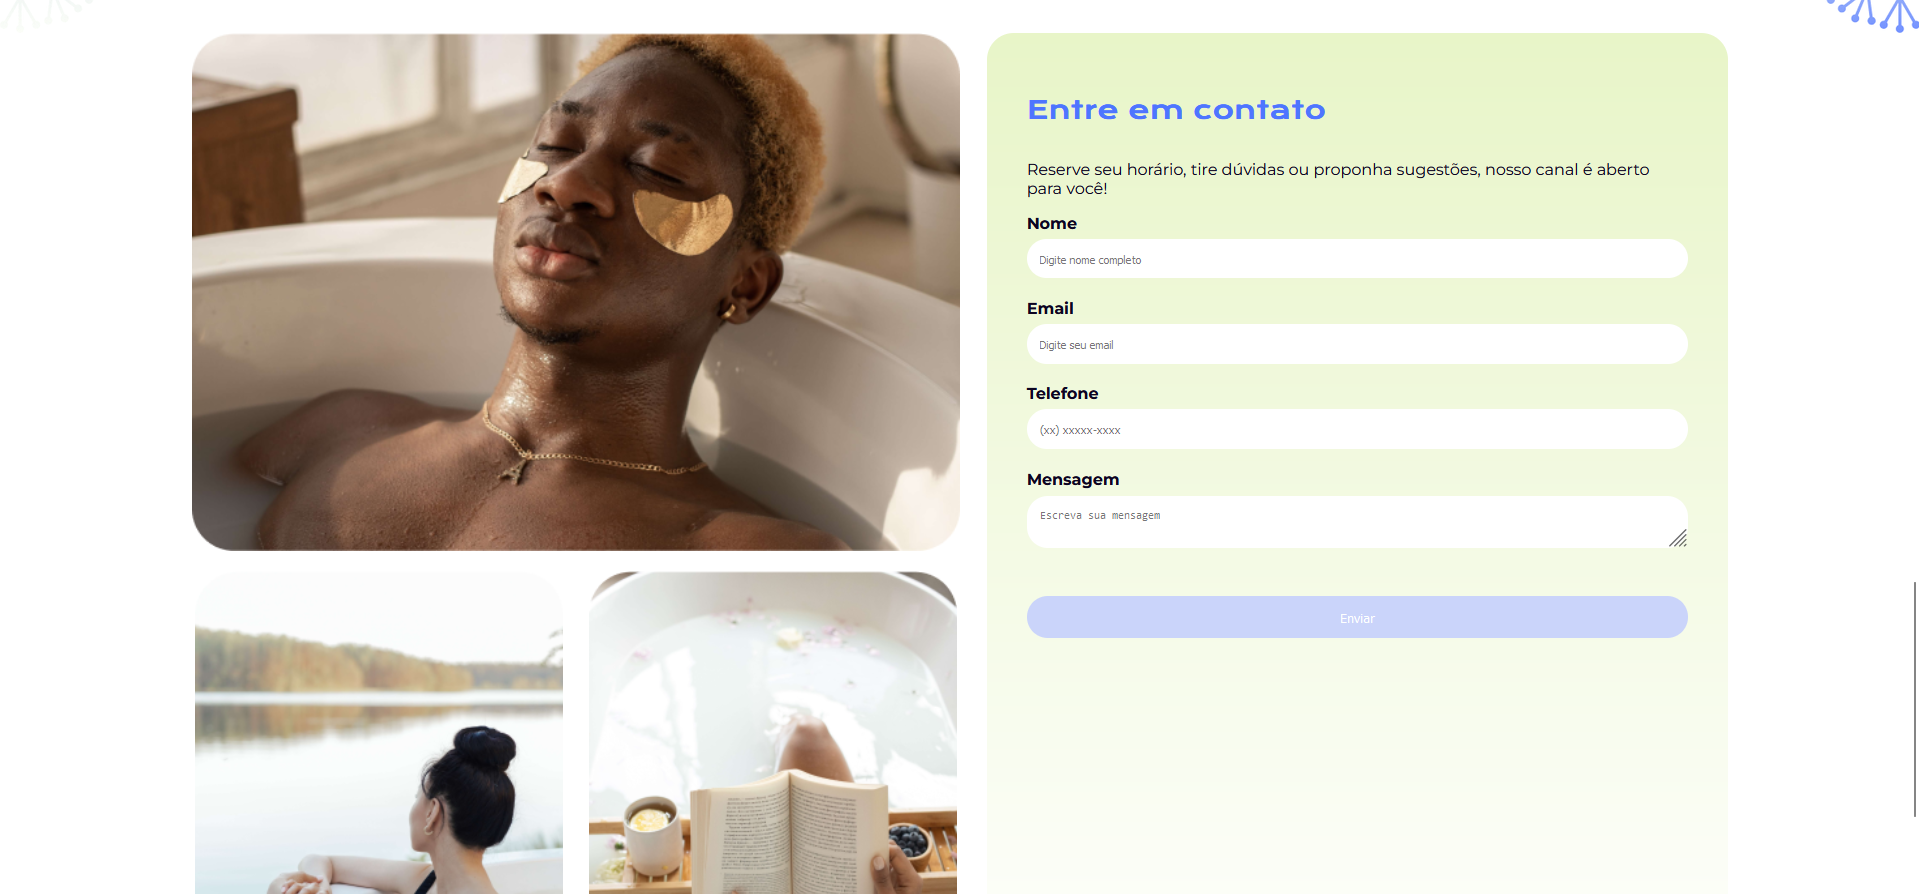 Entre em contato
Reserve seu horário, tire dúvidas ou proponha sugestões, nosso canal é aberto
para você!
Nome
Digite nome completo
Email
Digite seu email
Telefone
(xx) xxxxx-xxxx
Mensagem
Escreva sua mensagem
Enviar